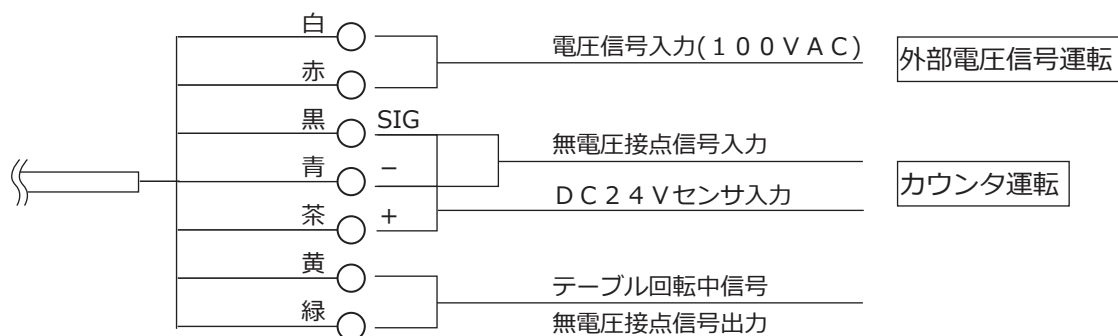 白
電圧信号入力(１００ＶＡＣ)
外部電圧信号運転
赤
黒
SIG
無電圧接点信号入力
青
−
カウンタ運転
ＤＣ２４Ｖセンサ入力
茶
+
黄
テーブル回転中信号
緑
無電圧接点信号出力